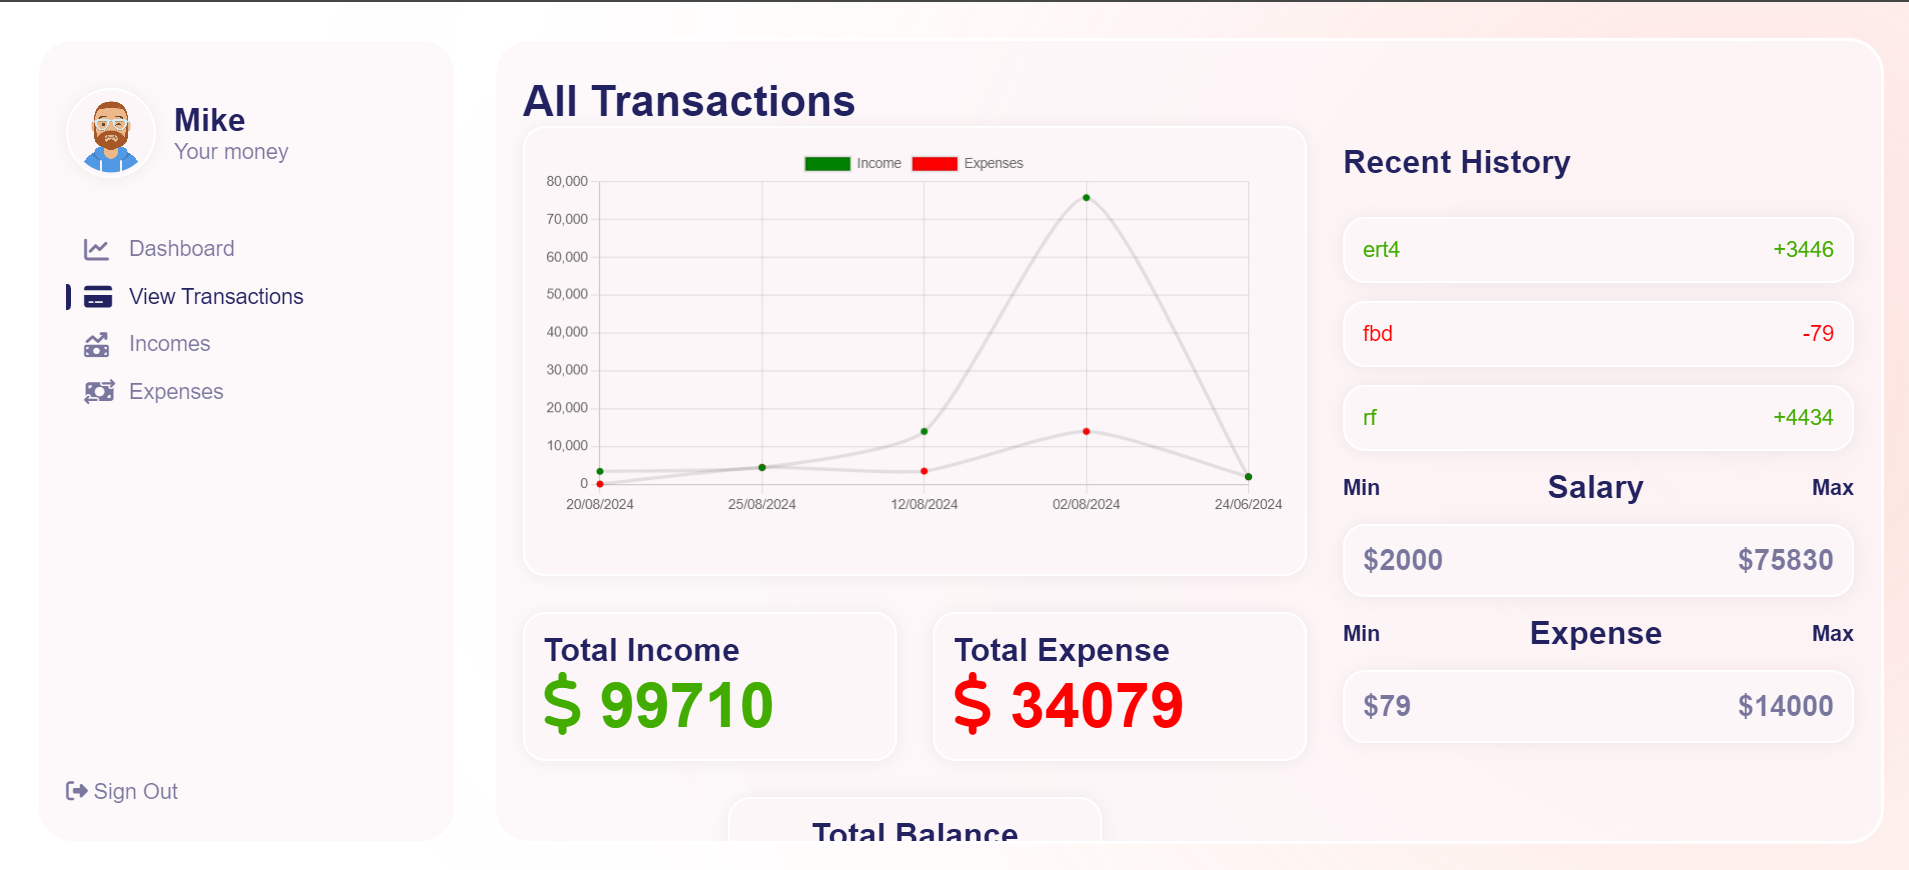 Mike
Your money
Dashboard
View Transactions
Incomes
Expenses
Sign Out
All Transactions
Income Expenses
80,000
70,000
60,000
50,000
40,000
30,000
20,000
10,000
0
20/08/2024 25/08/2024 12/08/2024 02/08/2024 24/06/2024
Total Income
$ 99710
Total Expense
$ 34079
Total Balance
Recent History
ert4 +3446
fbd -79
rf +4434
Min Salary Max
$2000 $75830
Min Expense Max
$79 $14000